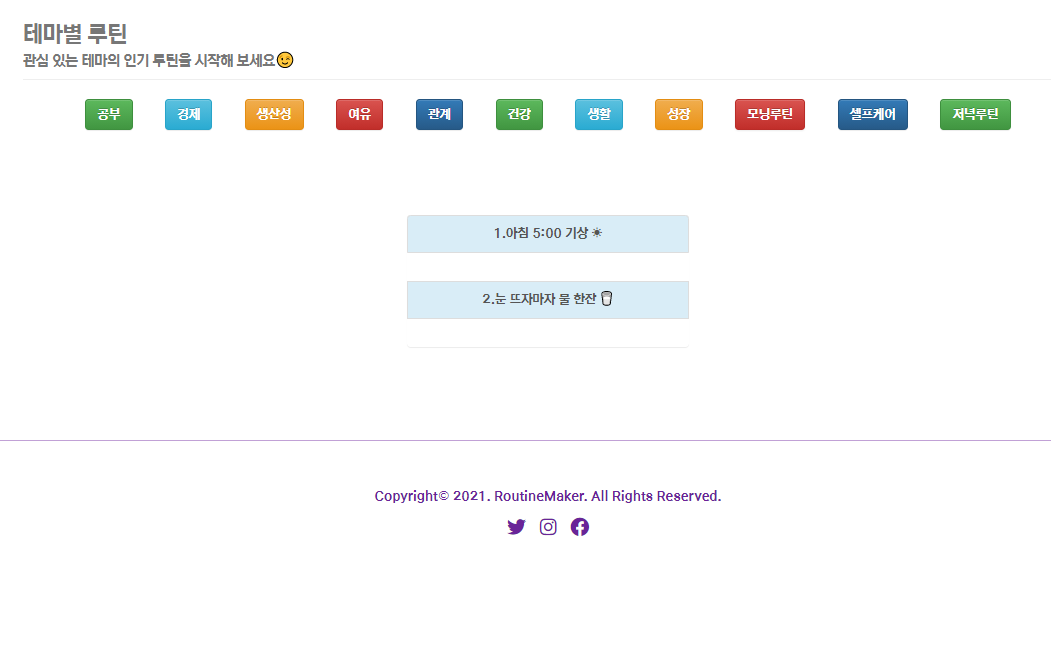 테마별 루틴
관심 있는 테마의 인기 루틴을 시작해 보세요😉
공부 경제 생산성 여유 관계 건강 생활 성장 모닝루틴 셀프케어 저녁루틴
1.아침 5:00 기상 ☀
2.눈 뜨자마자 물 한잔 🥛
Copyright© 2021. RoutineMaker. All Rights Reserved.